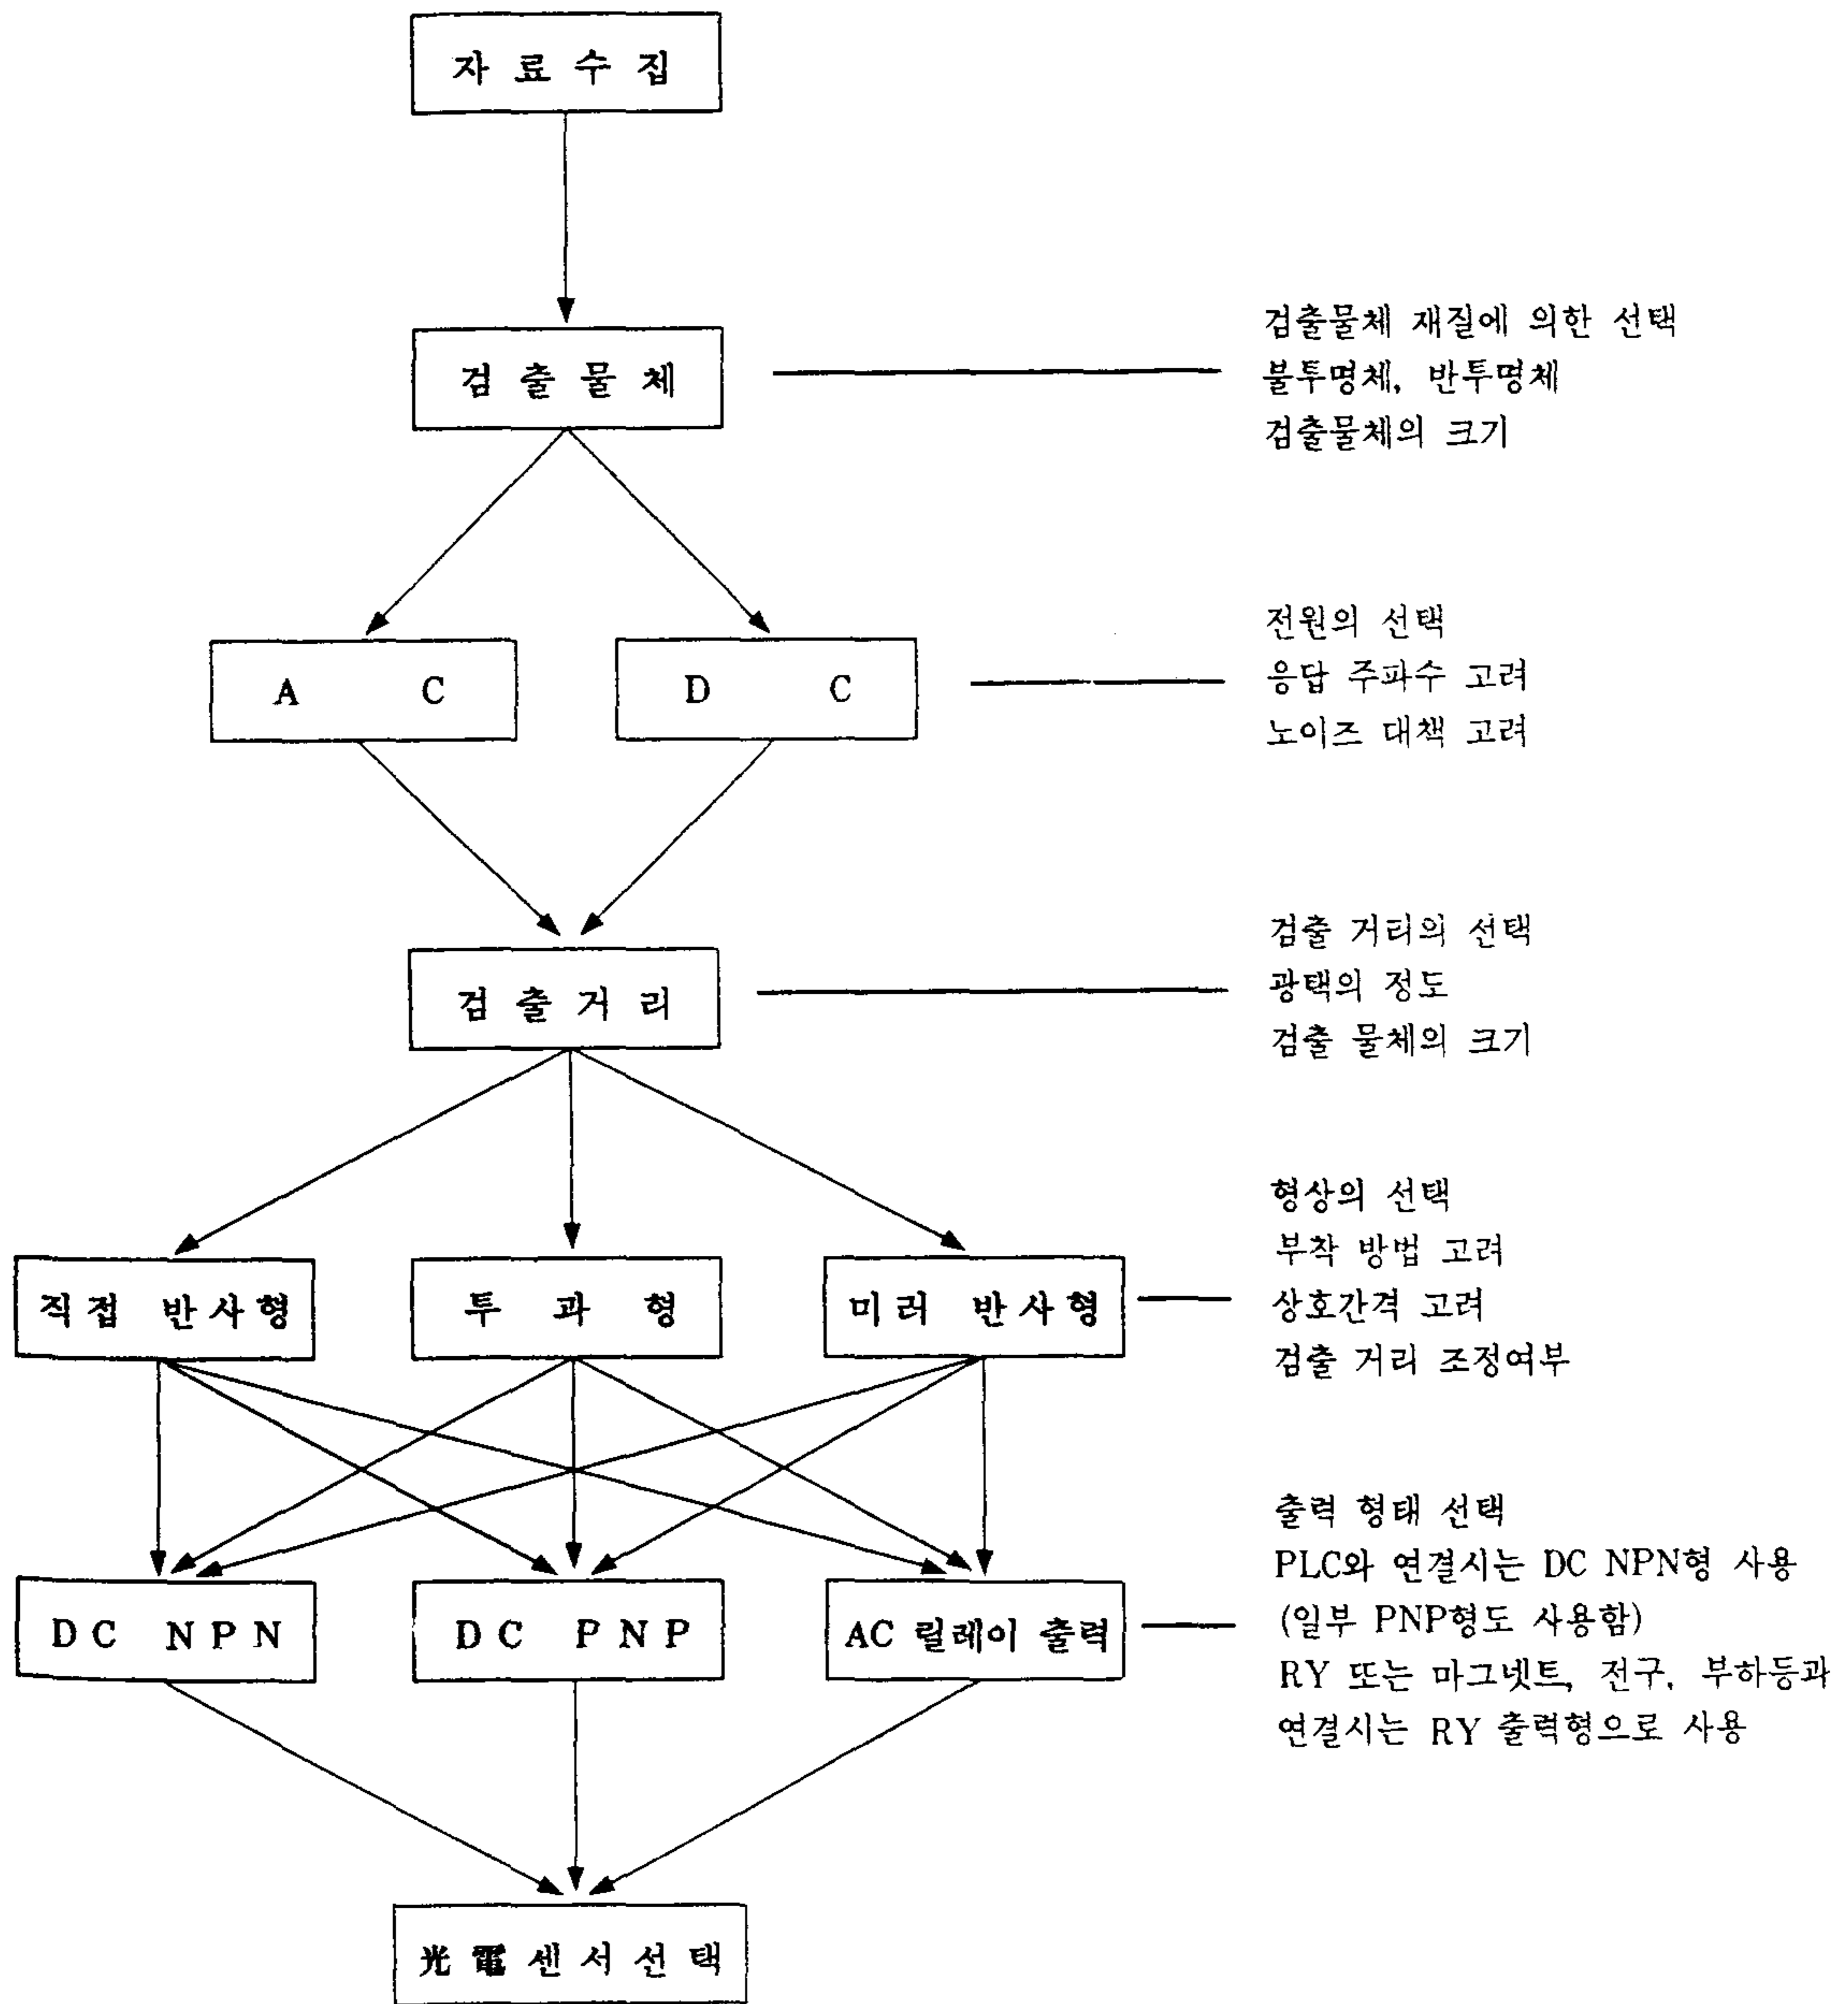 자료수집
검출물체
검출물체 재질에 의한 선택
불투명체, 반투명체
검출물체의 크기
A C
D C
전원의 선택
응답 주파수 고려
노이즈 대책 고려
검출거리
검출 거리의 선택
광택의 정도
검출 물체의 크기
직접 반사형
투과형
미러 반사형
형상의 선택
부착 방법 고려
상호간격 고려
검출 거리 조정여부
DC NPN
DC PNP
AC 릴레이 출력
출력 형태 선택
PLC와 연결시는 DC NPN형 사용
(일부 PNP형도 사용함)
RY 또는 마그넷트, 전구, 부하등과
연결시는 RY 출력형으로 사용
光電센서선택